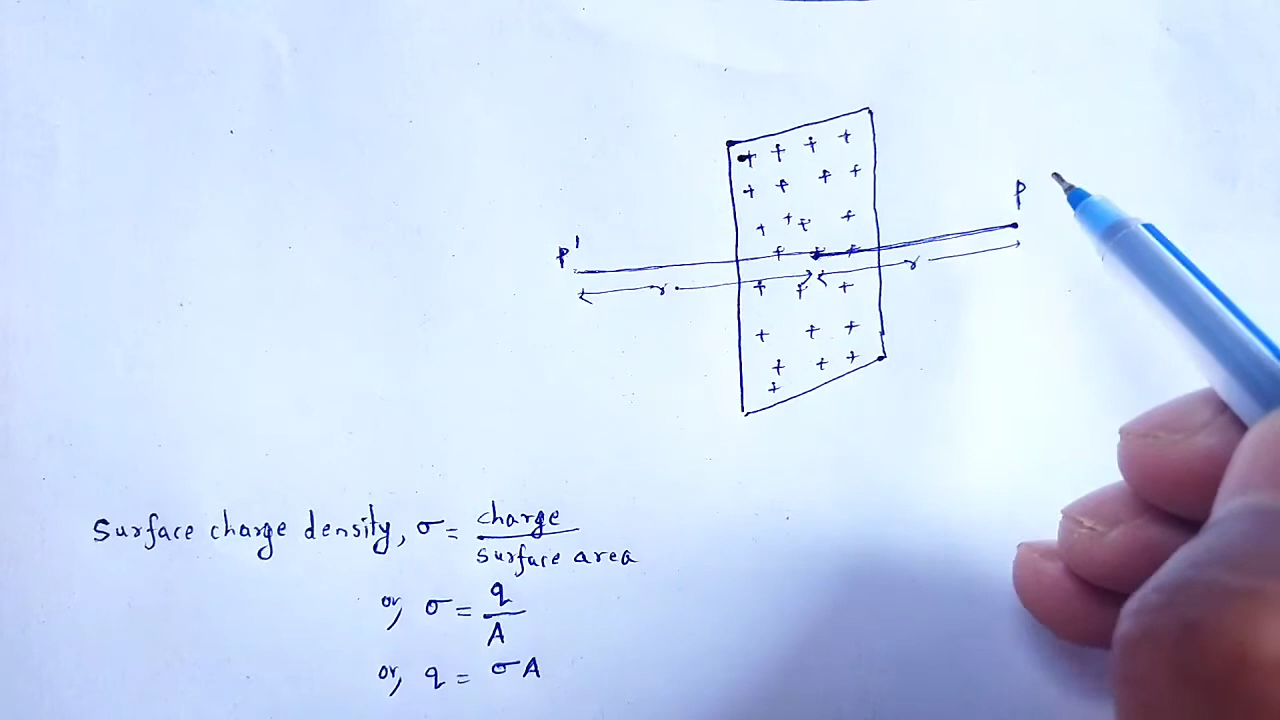 P
P'
r
r
Surface charge density, σ = charge / surface area
or, σ = q / A
or, q = σA